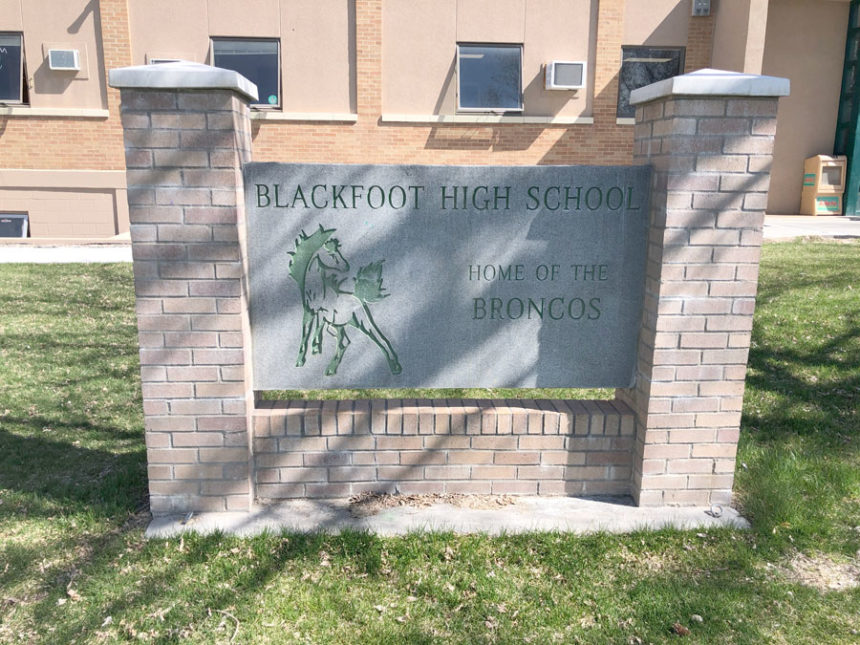 BLACKFOOT HIGH SCHOOL
HOME OF THE
BRONCOS